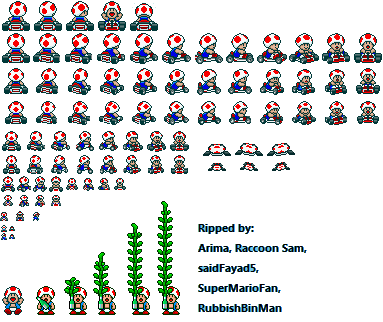 Ripped by:
Arima, Raccoon Sam,
saidFayad5,
SuperMarioFan,
RubbishBinMan